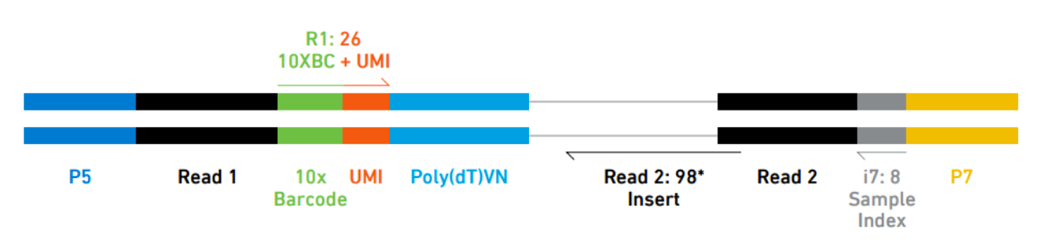 R1: 26
10XBC + UMI
P5
Read 1
10x
Barcode
UMI
Poly(dT)VN
Read 2: 98*
Insert
Read 2
i7: 8
Sample
Index
P7